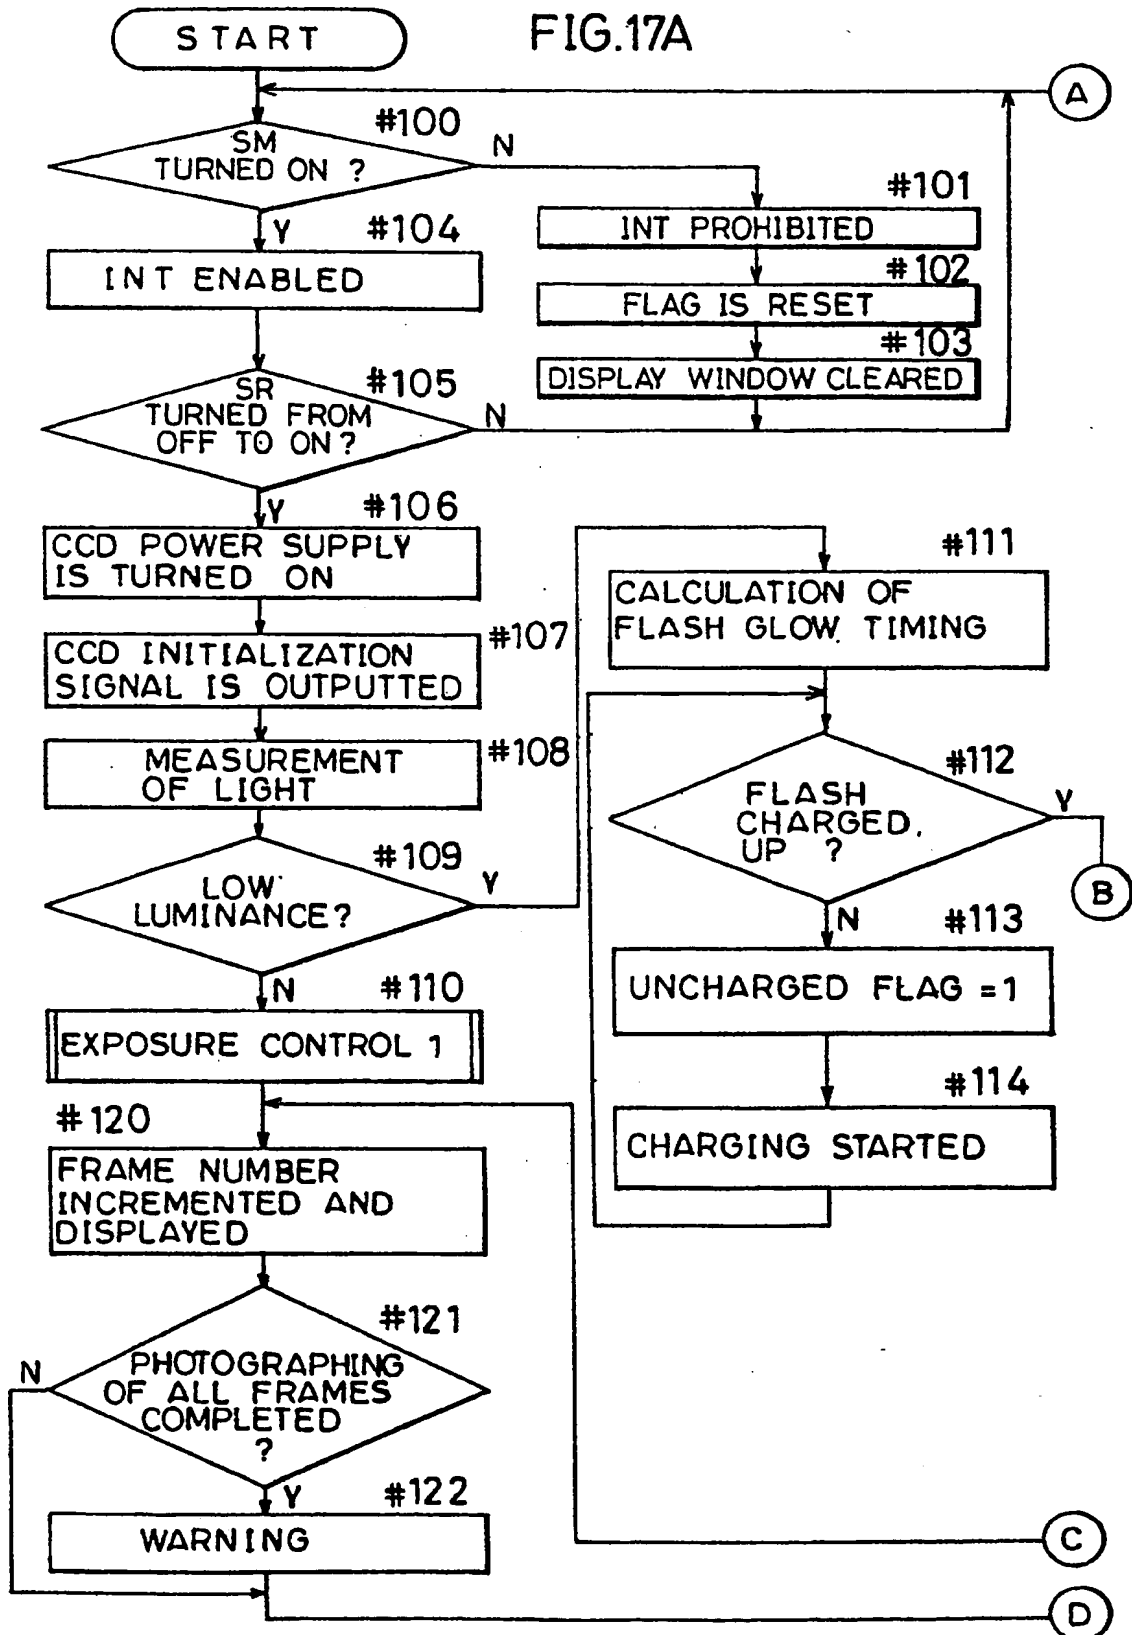 FIG.17A
START
A
#100
SM
TURNED ON ?
N
Y
#101
INT PROHIBITED
#102
FLAG IS RESET
#103
DISPLAY WINDOW CLEARED
#104
INT ENABLED
#105
SR
TURNED FROM
OFF TO ON?
N
Y
#106
CCD POWER SUPPLY
IS TURNED ON
#107
CCD INITIALIZATION
SIGNAL IS OUTPUTTED
#108
MEASUREMENT
OF LIGHT
#109
LOW
LUMINANCE?
Y
N
#110
EXPOSURE CONTROL 1
#111
CALCULATION OF
FLASH GLOW TIMING
#112
FLASH
CHARGED
UP ?
Y
B
N
#113
UNCHARGED FLAG = 1
#114
CHARGING STARTED
#120
FRAME NUMBER
INCREMENTED AND
DISPLAYED
#121
PHOTOGRAPHING
OF ALL FRAMES
COMPLETED
?
N
Y
#122
WARNING
C
D